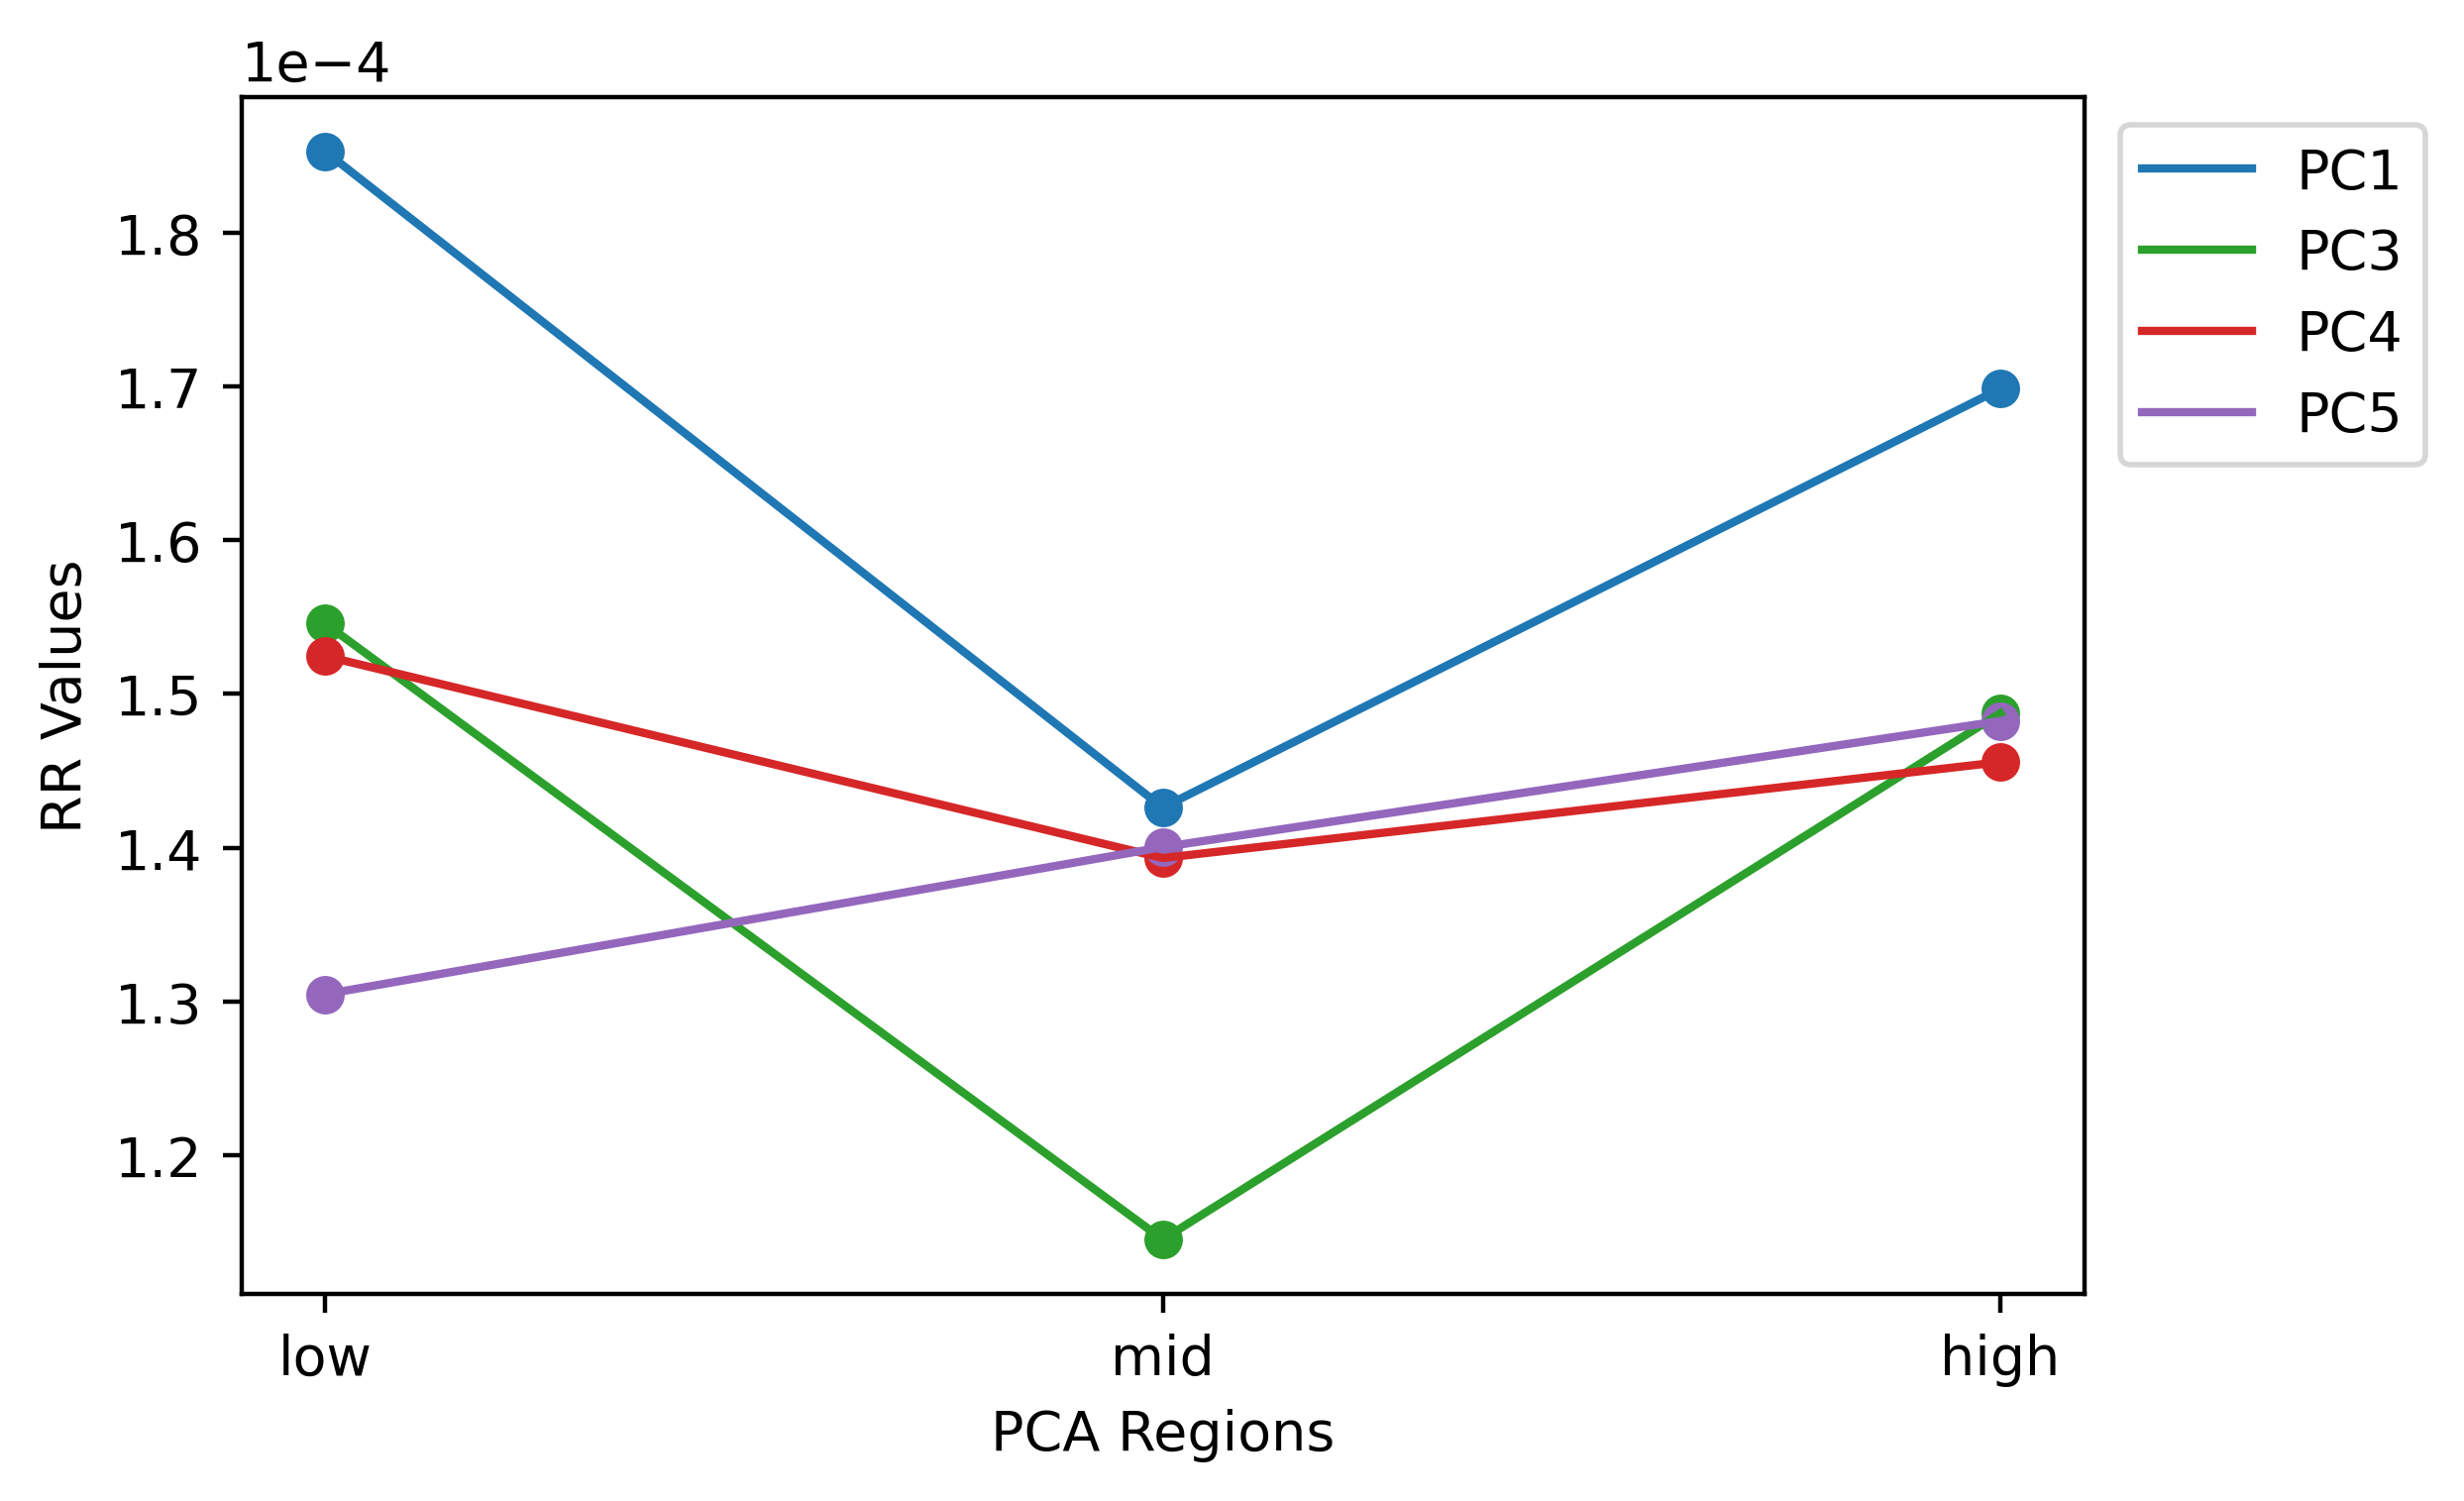 1e−4
1.8
1.7
1.6
1.5
1.4
1.3
1.2
RR Values
low mid high
PCA Regions
PC1
PC3
PC4
PC5